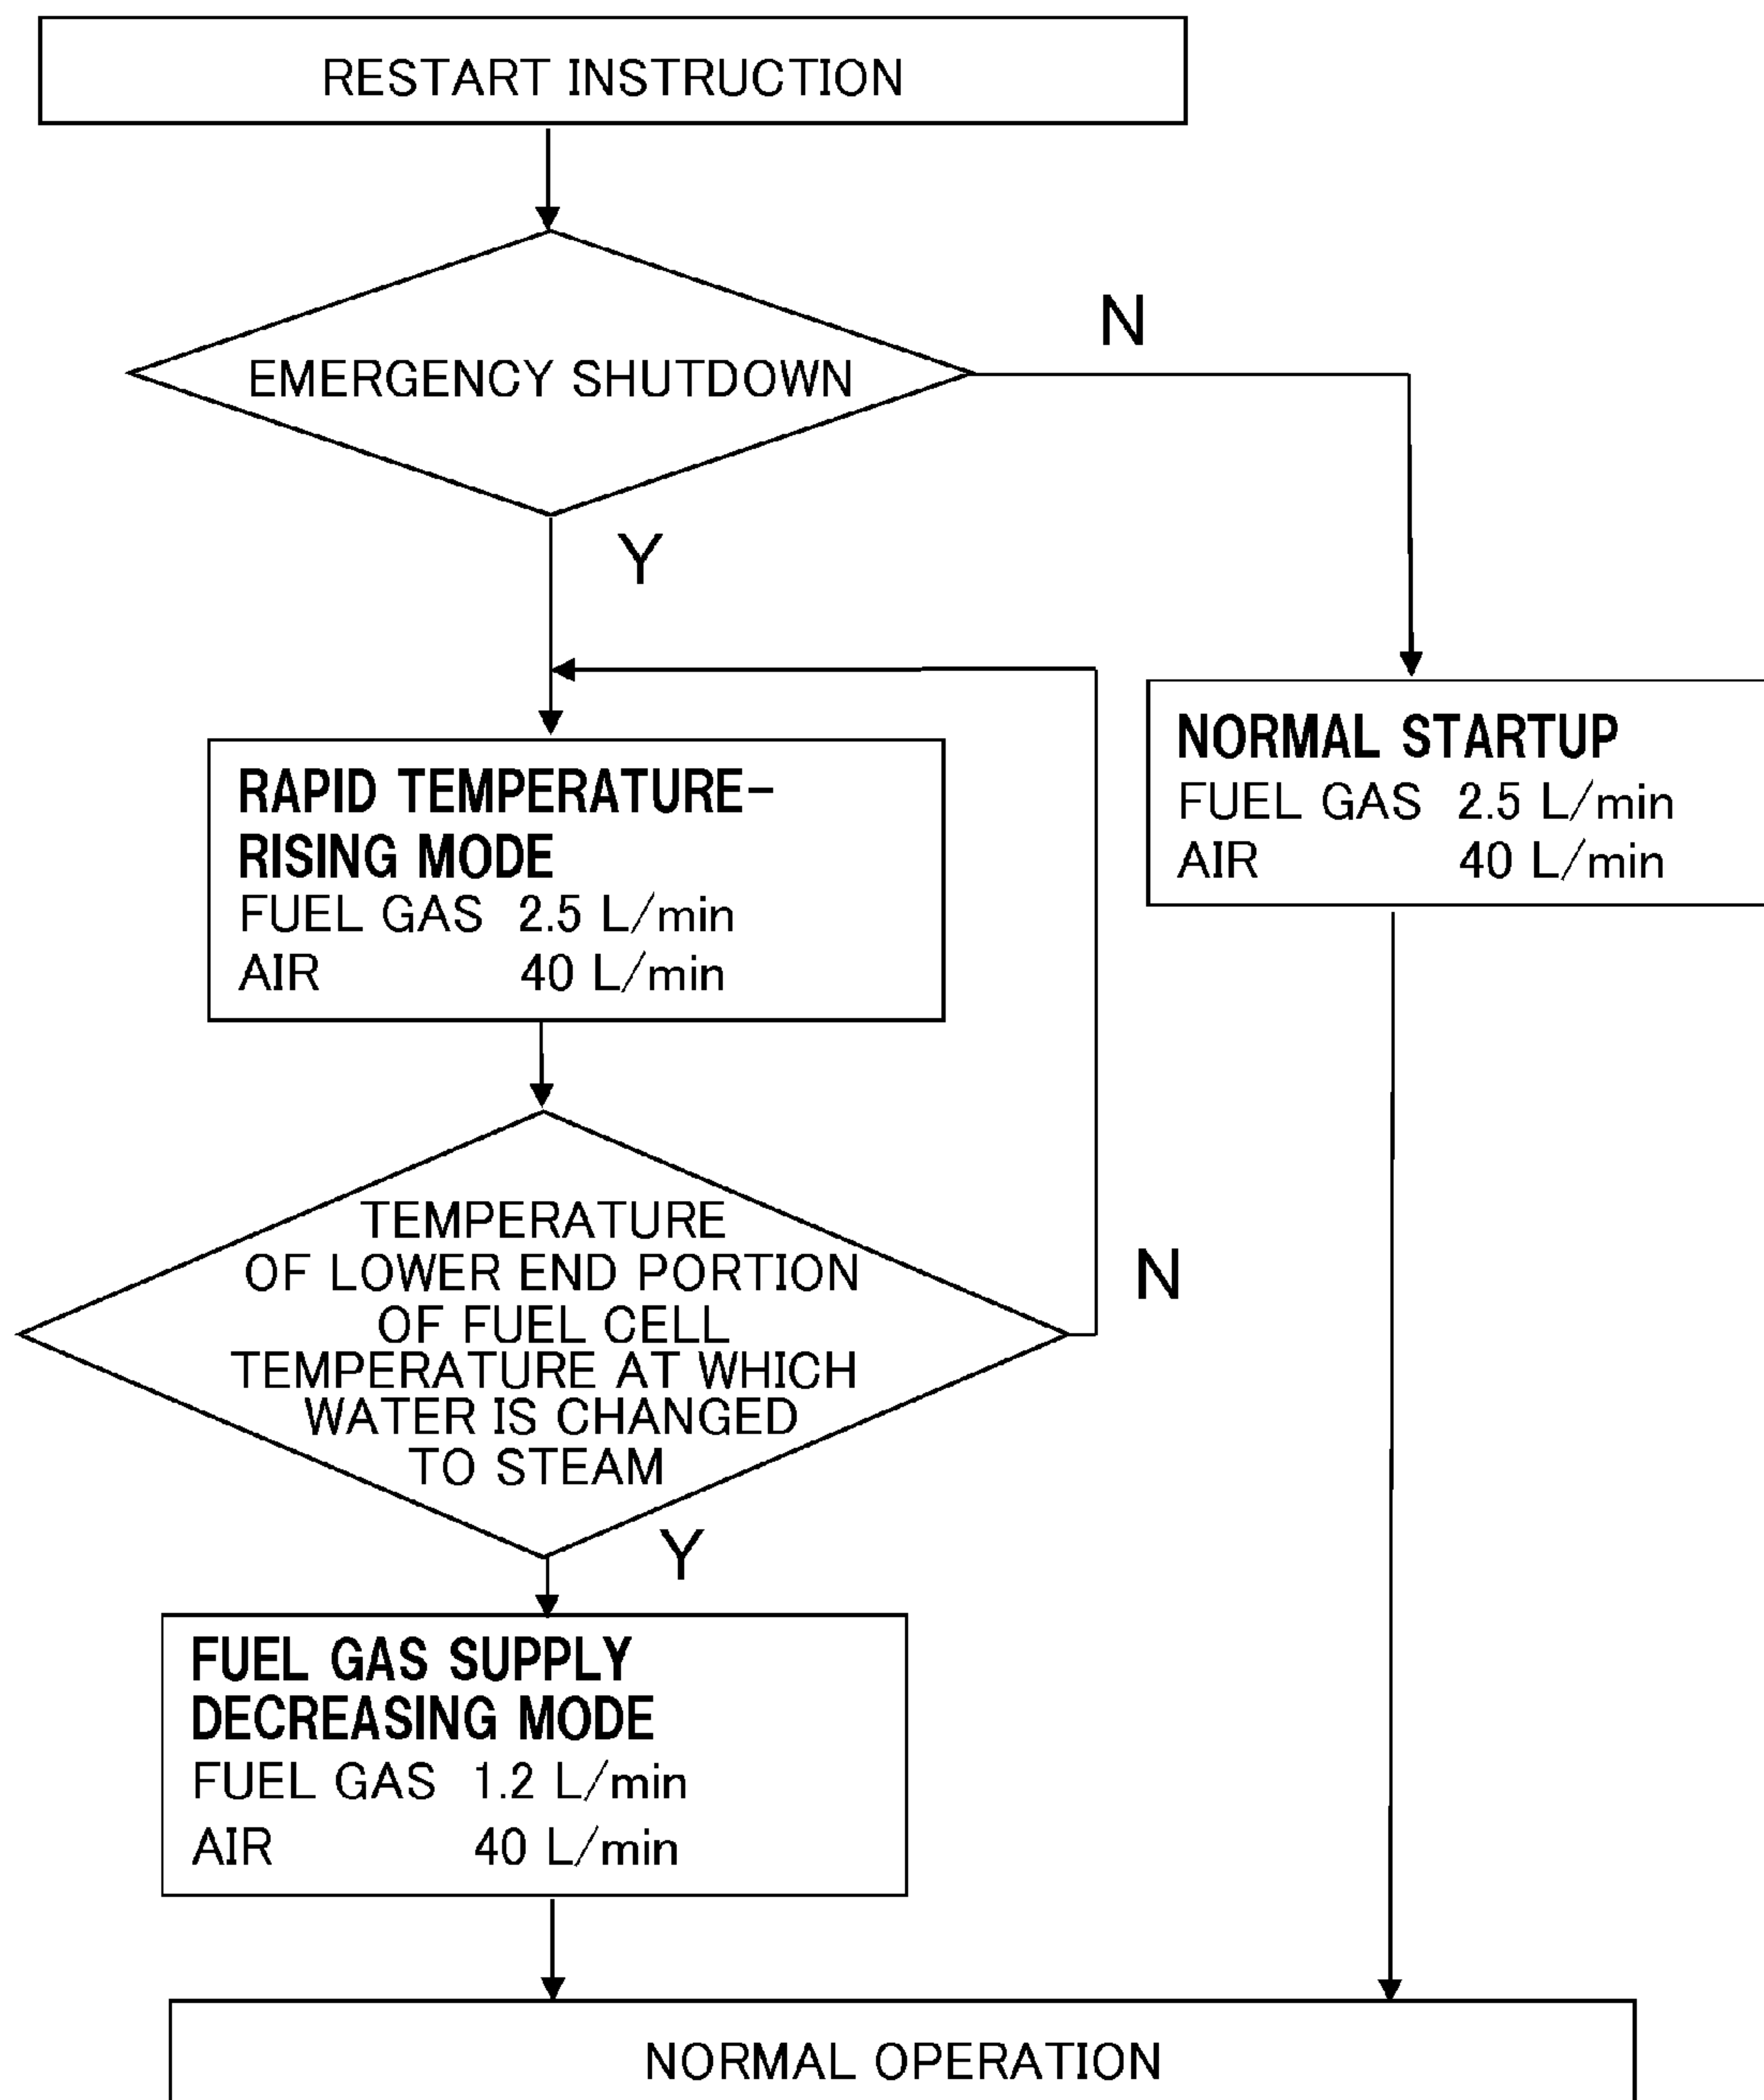 RESTART INSTRUCTION
EMERGENCY SHUTDOWN
N
Y
RAPID TEMPERATURE-
RISING MODE
FUEL GAS 2.5 L/min
AIR 40 L/min
NORMAL STARTUP
FUEL GAS 2.5 L/min
AIR 40 L/min
TEMPERATURE
OF LOWER END PORTION
OF FUEL CELL
TEMPERATURE AT WHICH
WATER IS CHANGED
TO STEAM
N
Y
FUEL GAS SUPPLY
DECREASING MODE
FUEL GAS 1.2 L/min
AIR 40 L/min
NORMAL OPERATION